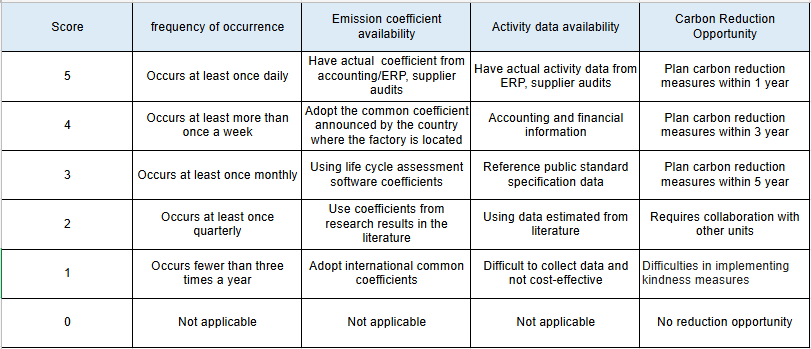 Score
frequency of occurrence
Emission coefficient
availability
Activity data availability
Carbon Reduction
Opportunity
5
Occurs at least once daily
Have actual coefficient from
accounting/ERP, supplier
audits
Have actual activity data from
ERP, supplier audits
Plan carbon reduction
measures within 1 year
4
Occurs at least more than
once a week
Adopt the common coefficient
announced by the country
where the factory is located
Accounting and financial
information
Plan carbon reduction
measures within 3 year
3
Occurs at least once monthly
Using life cycle assessment
software coefficients
Reference public standard
specification data
Plan carbon reduction
measures within 5 year
2
Occurs at least once
quarterly
Use coefficients from
research results in the
literature
Using data estimated from
literature
Requires collaboration with
other units
1
Occurs fewer than three
times a year
Adopt international common
coefficients
Difficult to collect data and
not cost-effective
Difficulties in implementing
kindness measures
0
Not applicable
Not applicable
Not applicable
No reduction opportunity